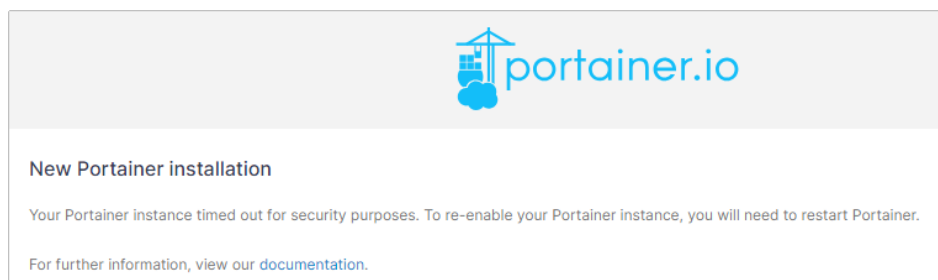 portainer.io
New Portainer installation
Your Portainer instance timed out for security purposes. To re-enable your Portainer instance, you will need to restart Portainer.
For further information, view our documentation.